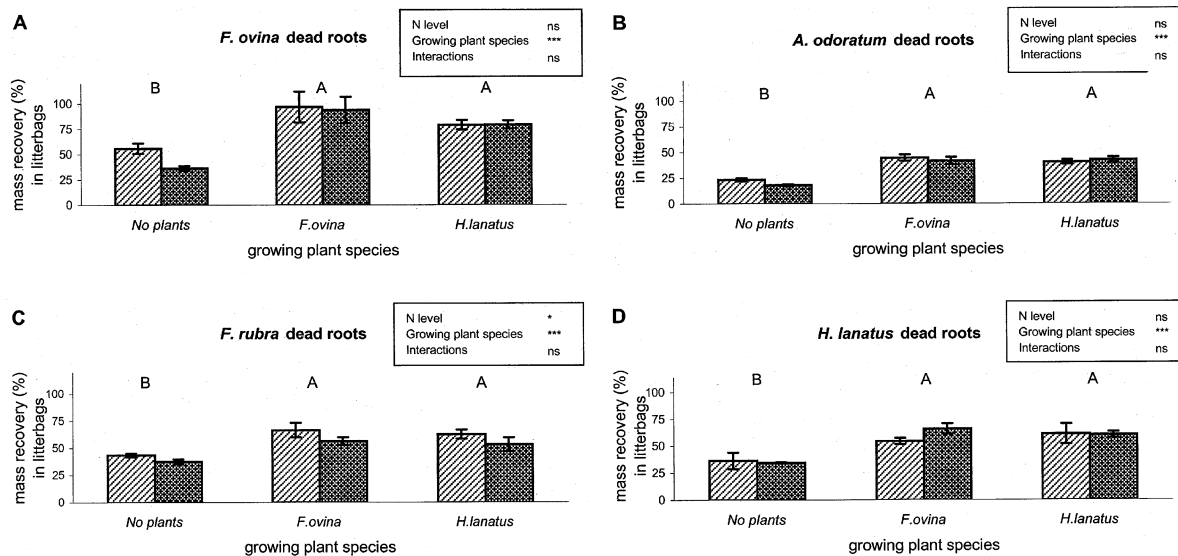 A
F. ovina dead roots
N level ns
Growing plant species ***
Interactions ns
mass recovery (%)
in litterbags
100
75
50
25
0
B
A
A
No plants
F.ovina
H.lanatus
growing plant species
B
A. odoratum dead roots
N level ns
Growing plant species ***
Interactions ns
mass recovery (%)
in litterbags
100
75
50
25
0
B
A
A
No plants
F.ovina
H.lanatus
growing plant species
C
F. rubra dead roots
N level *
Growing plant species ***
Interactions ns
mass recovery (%)
in litterbags
100
75
50
25
0
B
A
A
No plants
F.ovina
H.lanatus
growing plant species
D
H. lanatus dead roots
N level ns
Growing plant species ***
Interactions ns
mass recovery (%)
in litterbags
100
75
50
25
0
B
A
A
No plants
F.ovina
H.lanatus
growing plant species